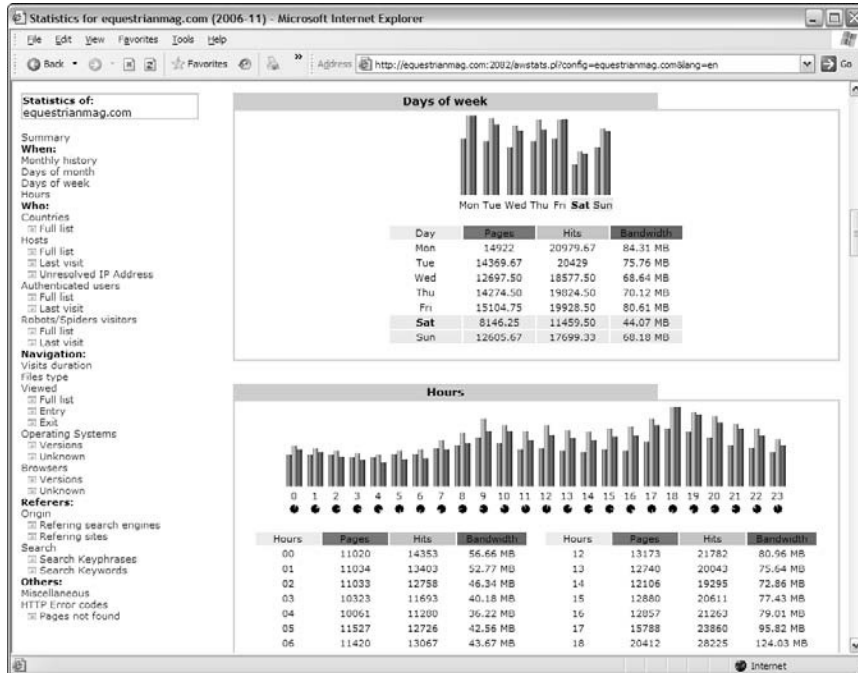 Statistics for equestrianmag.com (2006-11) - Microsoft Internet Explorer
File Edit View Favorites Tools Help
Back Favorites » Address http://equestrianmag.com:2082/awstats.pl?config=equestrianmag.com&lang=en Go
Statistics of:
equestrianmag.com
Summary
When:
Monthly history
Days of month
Days of week
Hours
Who:
Countries
Full list
Hosts
Full list
Last visit
Unresolved IP Address
Authenticated users
Full list
Last visit
Robots/Spiders visitors
Full list
Last visit
Navigation:
Visits duration
Files type
Viewed
Full list
Entry
Exit
Operating Systems
Versions
Unknown
Browsers
Versions
Unknown
Referers:
Origin
Refering search engines
Refering sites
Search
Search Keyphrases
Search Keywords
Others:
Miscellaneous
HTTP Error codes
Pages not found
Days of week
Mon Tue Wed Thu Fri Sat Sun
Day Pages Hits Bandwidth
Mon 14922 20979.67 84.31 MB
Tue 14369.67 20429 75.76 MB
Wed 12697.50 18577.50 68.64 MB
Thu 14274.50 19824.50 70.12 MB
Fri 15104.75 19928.50 80.61 MB
Sat 8146.25 11459.50 44.07 MB
Sun 12605.67 17699.33 68.18 MB
Hours
0 1 2 3 4 5 6 7 8 9 10 11 12 13 14 15 16 17 18 19 20 21 22 23
Hours Pages Hits Bandwidth Hours Pages Hits Bandwidth
00 11020 14353 56.66 MB 12 13173 21782 80.96 MB
01 11034 13403 52.77 MB 13 12740 20043 75.64 MB
02 11033 12758 46.34 MB 14 12106 19295 72.86 MB
03 10323 11693 40.18 MB 15 12880 20611 77.43 MB
04 10061 11280 36.22 MB 16 12857 21263 79.01 MB
05 11527 12726 42.56 MB 17 15788 23860 95.82 MB
06 11420 13067 43.67 MB 18 20412 28225 124.03 MB
Internet